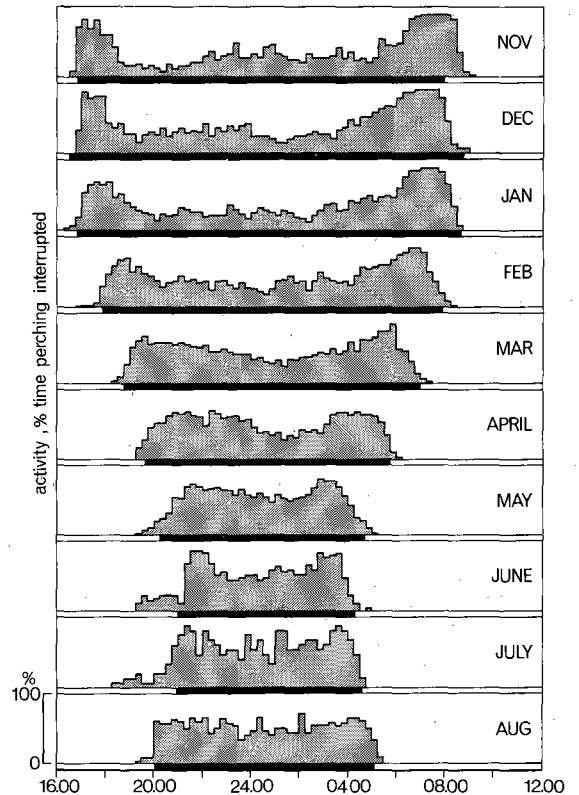 NOV
DEC
JAN
FEB
MAR
APRIL
MAY
JUNE
JULY
AUG
activity, % time perching interrupted
%
100
0
16.00 20.00 24.00 04.00 08.00 12.00